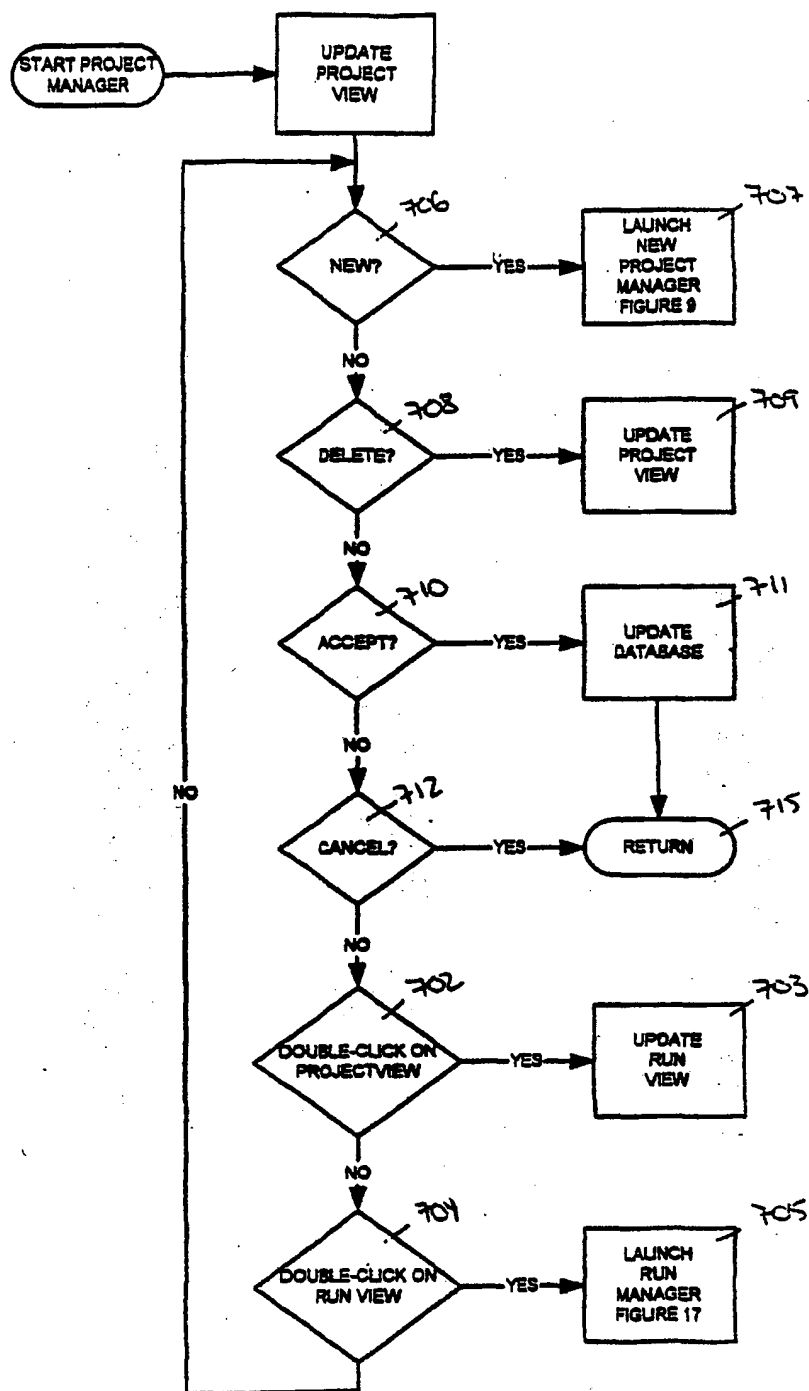 START PROJECT
MANAGER
UPDATE
PROJECT
VIEW
706
NEW?
YES
707
LAUNCH
NEW
PROJECT
MANAGER
FIGURE 9
NO
708
DELETE?
YES
709
UPDATE
PROJECT
VIEW
NO
710
ACCEPT?
YES
711
UPDATE
DATABASE
NO
712
CANCEL?
YES
715
RETURN
NO
NO
702
DOUBLE-CLICK ON
PROJECTVIEW
YES
703
UPDATE
RUN
VIEW
NO
704
DOUBLE-CLICK ON
RUN VIEW
YES
705
LAUNCH
RUN
MANAGER
FIGURE 17